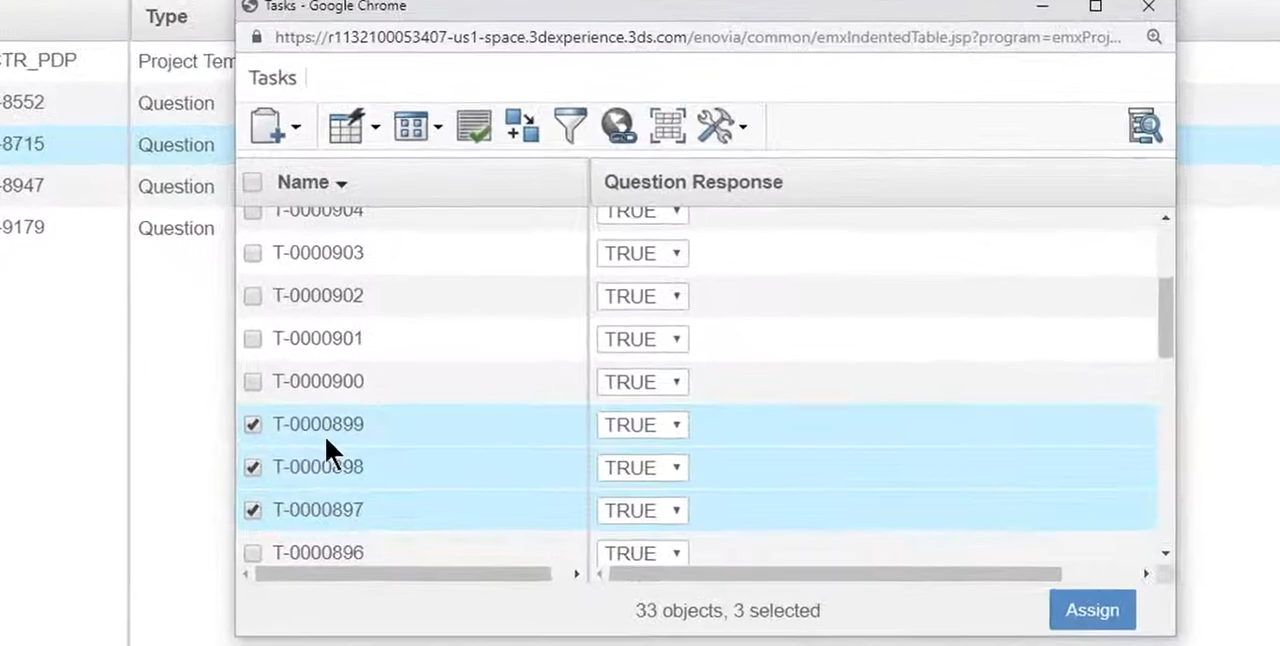 Type
Tasks - Google Chrome
https://r1132100053407-us1-space.3dexperience.3ds.com/enovia/common/emxIndentedTable.jsp?program=emxProj...
CTR_PDP
Project Tem
Tasks
-8552
Question
-8715
Question
-8947
Question
-9179
Question
Name
Question Response
T-0000904
TRUE
T-0000903
TRUE
T-0000902
TRUE
T-0000901
TRUE
T-0000900
TRUE
T-0000899
TRUE
T-0000898
TRUE
T-0000897
TRUE
T-0000896
TRUE
33 objects, 3 selected
Assign